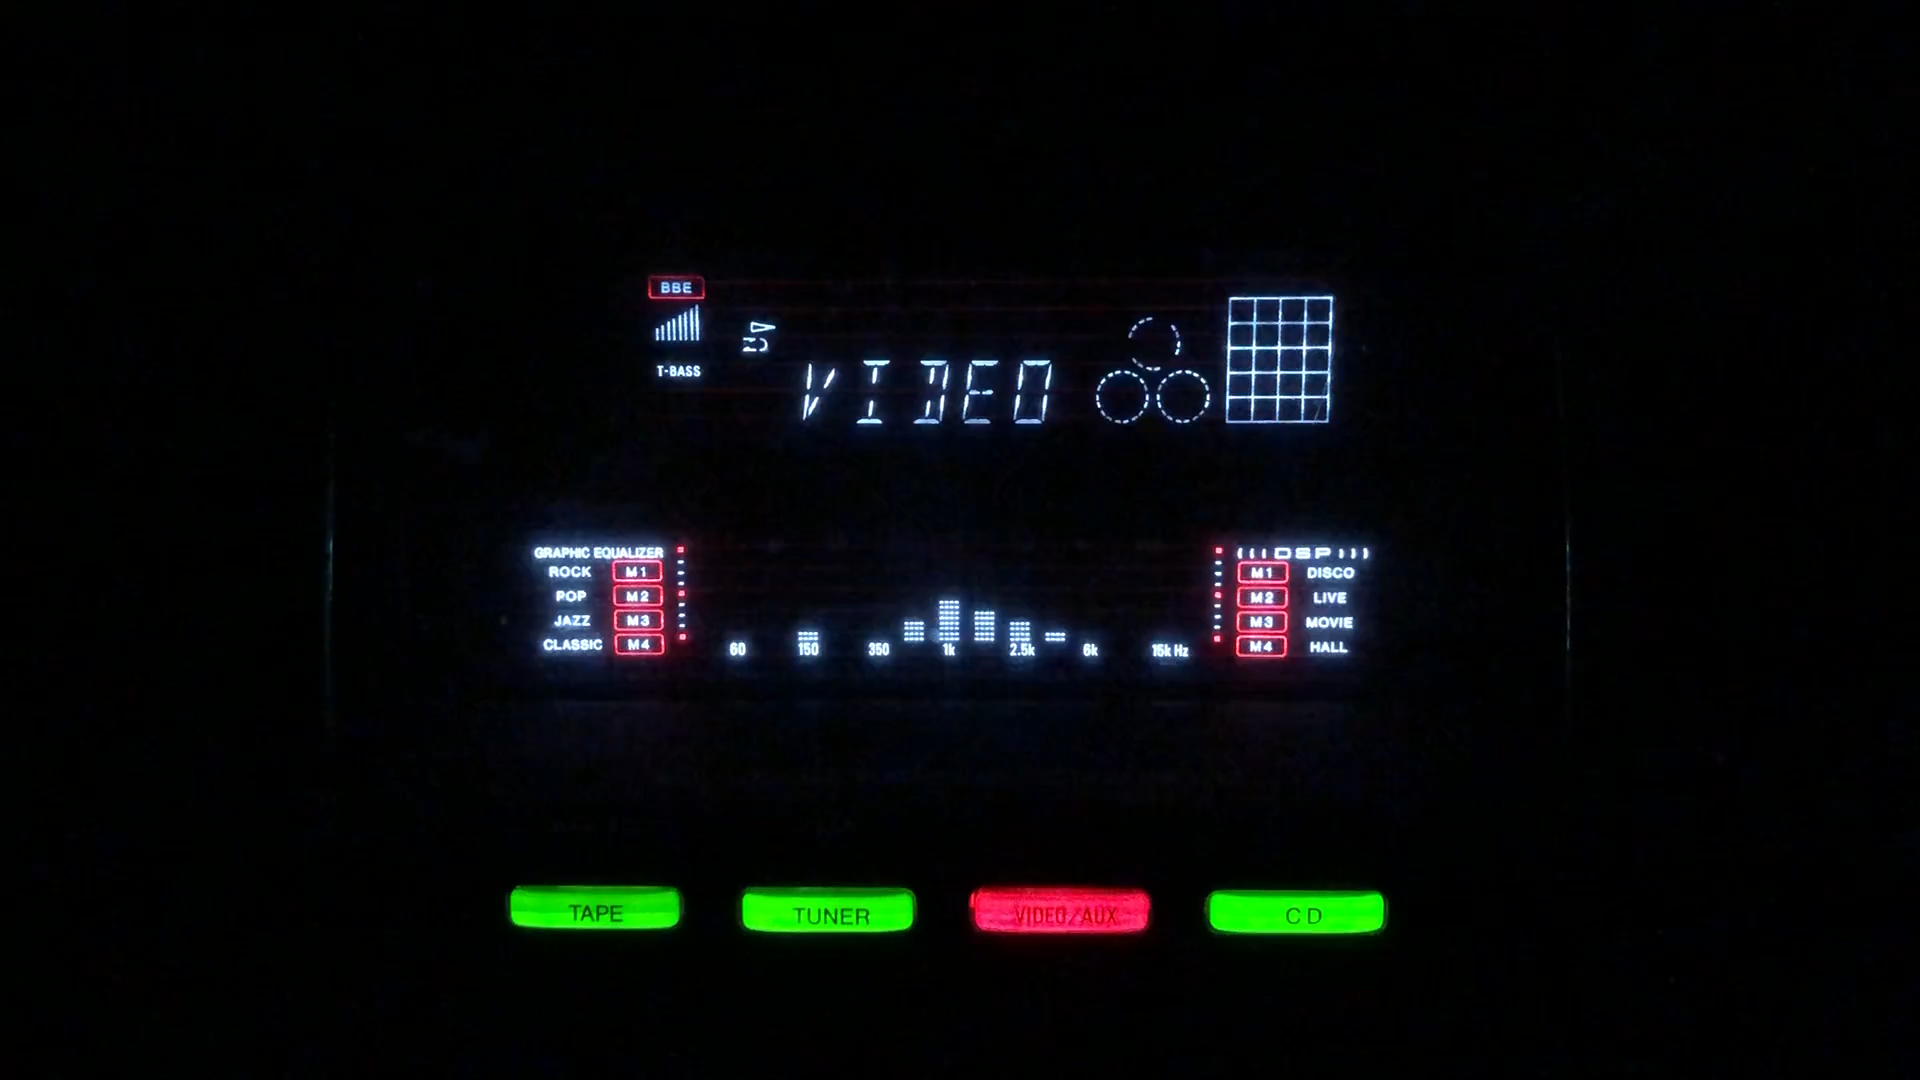 BBE
T-BASS
VIDEO
GRAPHIC EQUALIZER
ROCK M1
POP M2
JAZZ M3
CLASSIC M4
60 150 350 1k 2.5k 6k 15k Hz
DSP
M1 DISCO
M2 LIVE
M3 MOVIE
M4 HALL
TAPE
TUNER
VIDEO/AUX
CD